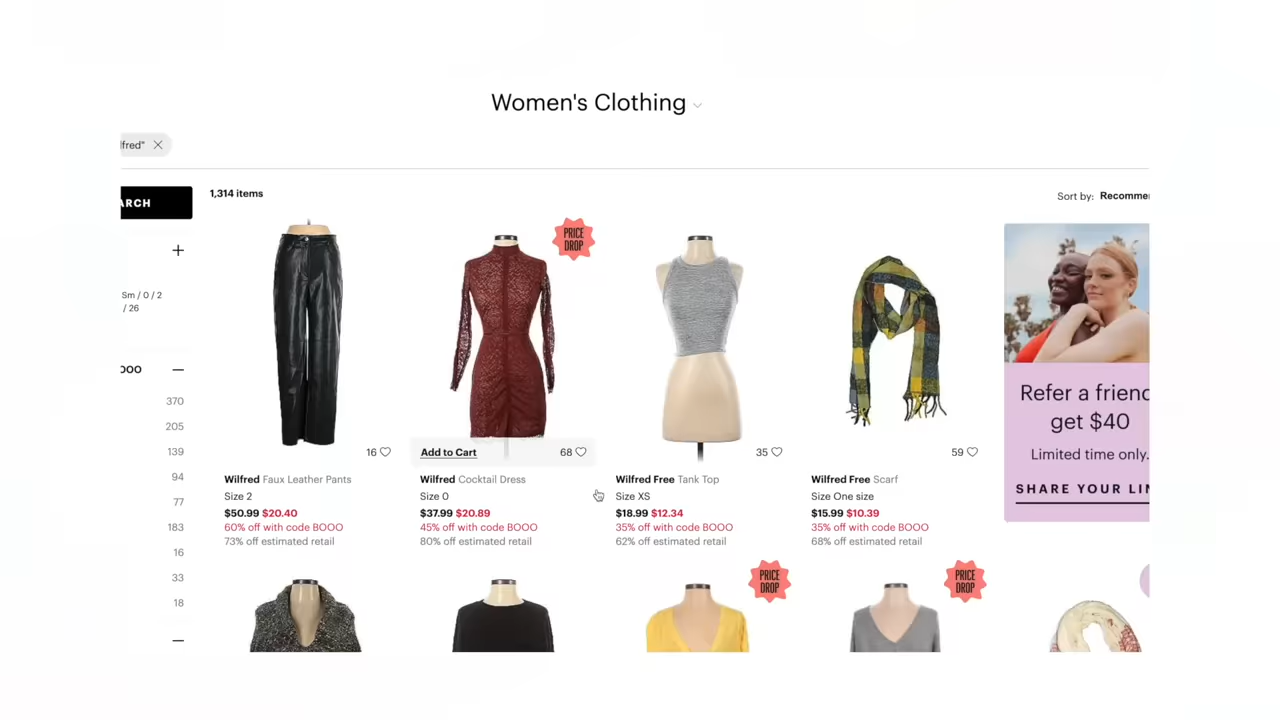 Women's Clothing
lfred"
ARCH
1,314 items
Sort by: Recomme
Sm / 0 / 2
/ 26
OOO
370
205
139
94
77
183
16
33
18
PRICE
DROP
16
Wilfred Faux Leather Pants
Size 2
$50.99 $20.40
60% off with code BOOO
73% off estimated retail
Add to Cart 68
Wilfred Cocktail Dress
Size 0
$37.99 $20.89
45% off with code BOOO
80% off estimated retail
35
Wilfred Free Tank Top
Size XS
$18.99 $12.34
35% off with code BOOO
62% off estimated retail
59
Wilfred Free Scarf
Size One size
$15.99 $10.39
35% off with code BOOO
68% off estimated retail
Refer a friend
get $40
Limited time only.
SHARE YOUR LIN
PRICE
DROP
PRICE
DROP